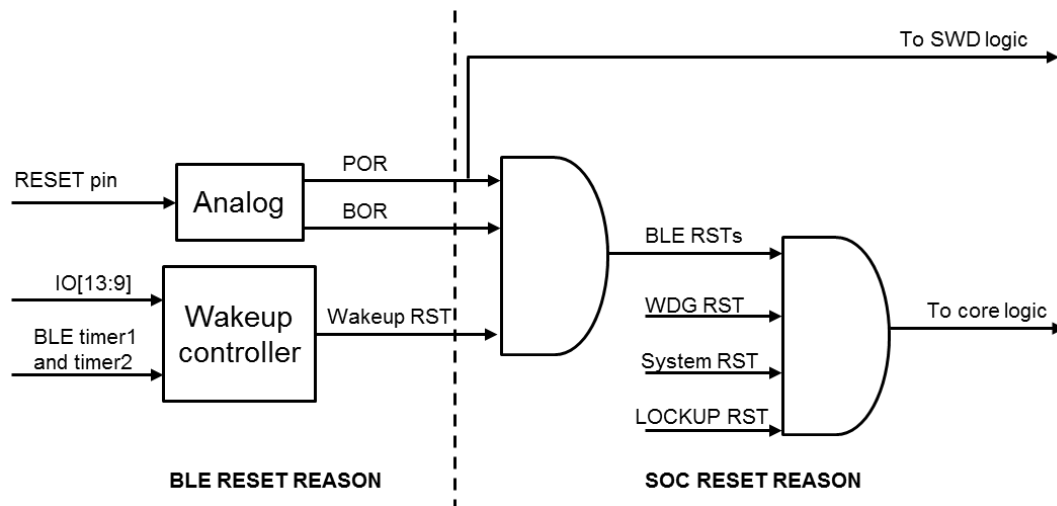 To SWD logic
RESET pin
Analog
POR
BOR
IO[13:9]
BLE timer1
and timer2
Wakeup
controller
Wakeup RST
BLE RSTs
WDG RST
System RST
LOCKUP RST
To core logic
BLE RESET REASON
SOC RESET REASON